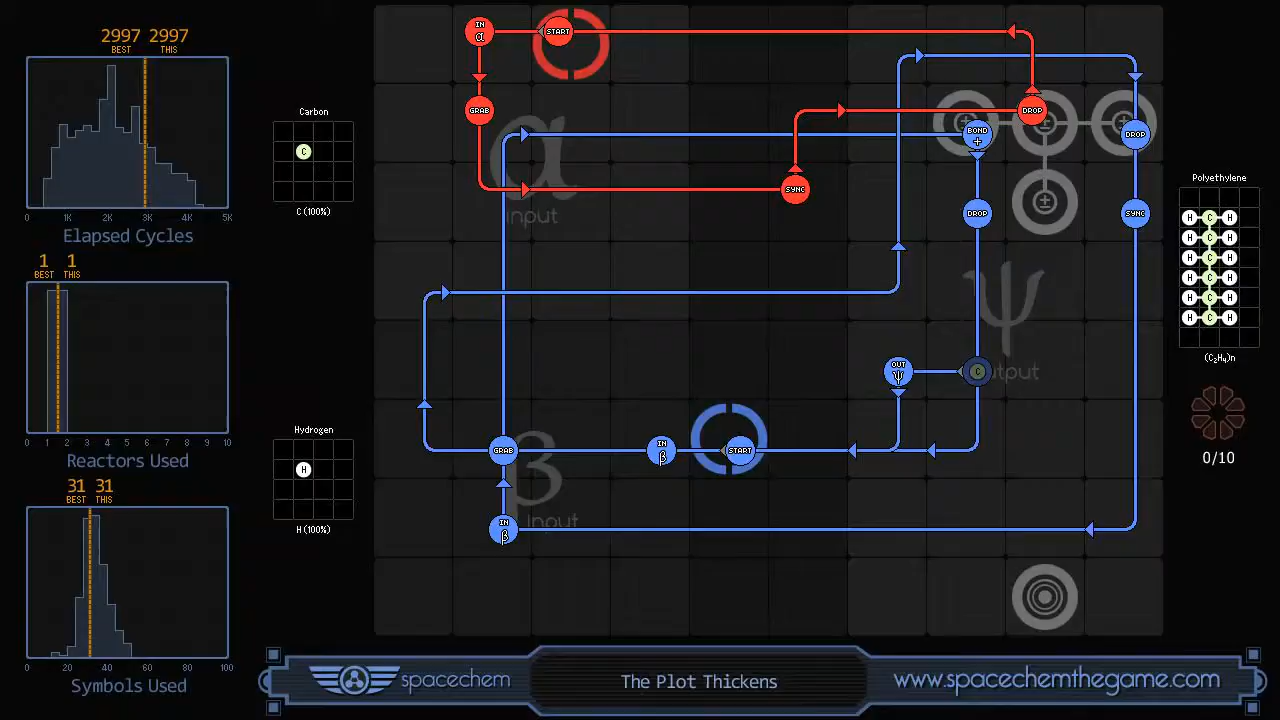 2997 2997
BEST THIS
0 1K 2K 3K 4K 5K
Elapsed Cycles
1 1
BEST THIS
0 1 2 3 4 5 6 7 8 9 10
Reactors Used
31 31
BEST THIS
0 20 40 60 80 100
Symbols Used
Carbon
C
C (100%)
Hydrogen
H
H (100%)
IN
α
START
GRAB
SYNC
DROP
α
input
BOND
+
DROP
DROP
SYNC
ψ
output
OUT
ψ
C
GRAB
IN
β
START
β
input
IN
β
Polyethylene
H C H
H C H
H C H
H C H
H C H
H C H
(C₂H₄)n
0/10
spacechem
The Plot Thickens
www.spacechemthegame.com